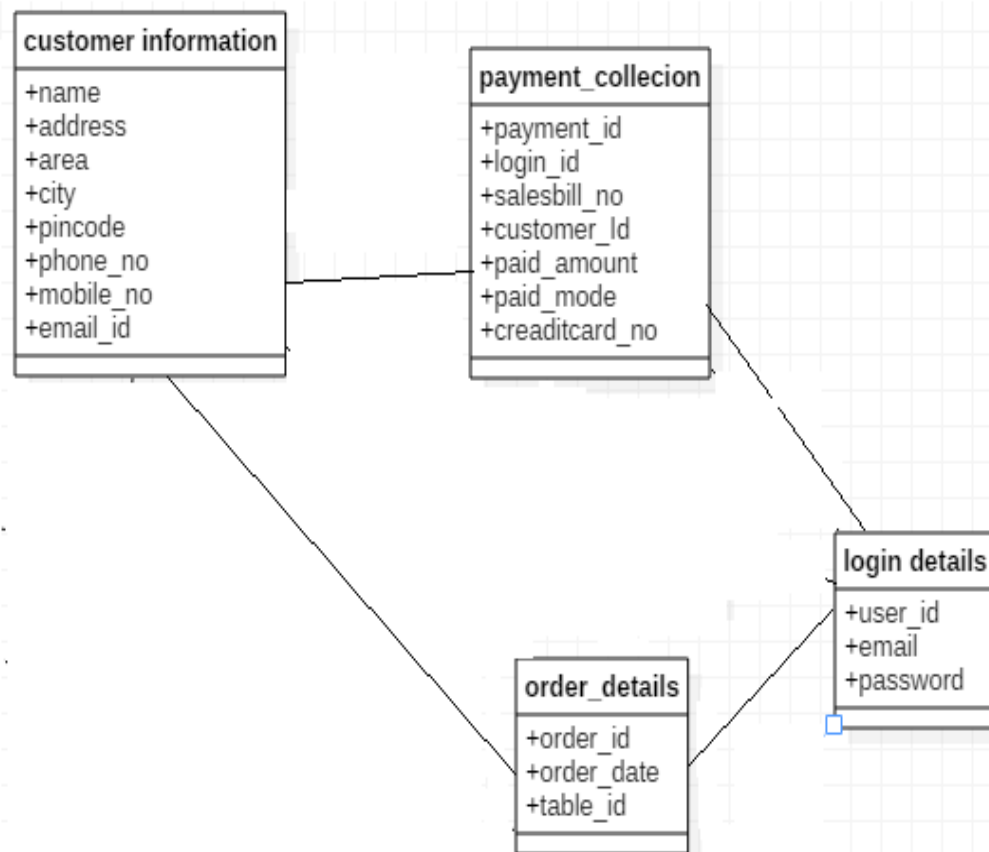 customer information
+name
+address
+area
+city
+pincode
+phone_no
+mobile_no
+email_id
payment_collecion
+payment_id
+login_id
+salesbill_no
+customer_Id
+paid_amount
+paid_mode
+creaditcard_no
login details
+user_id
+email
+password
order_details
+order_id
+order_date
+table_id